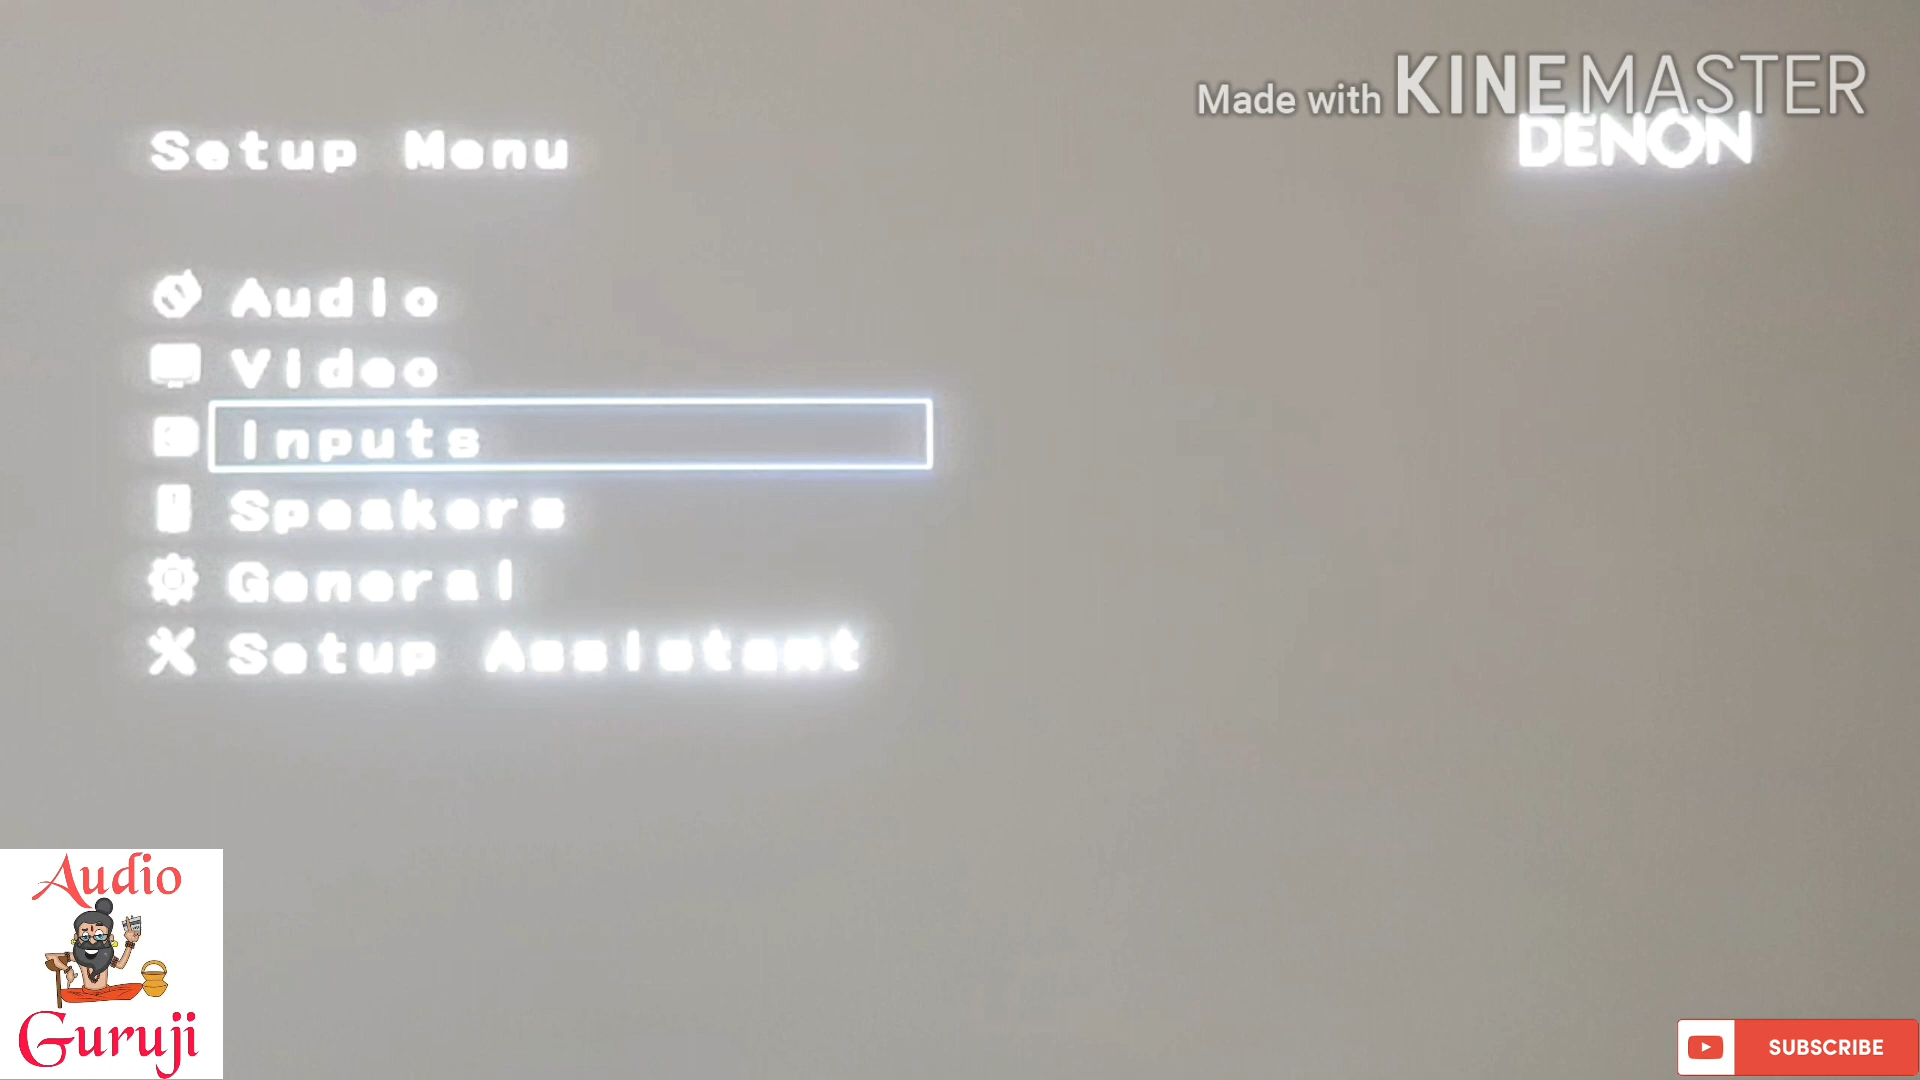 Made with KINEMASTER
DENON
Setup Menu
Audio
Video
Inputs
Speakers
General
Setup Assistant
Audio
Guruji
SUBSCRIBE